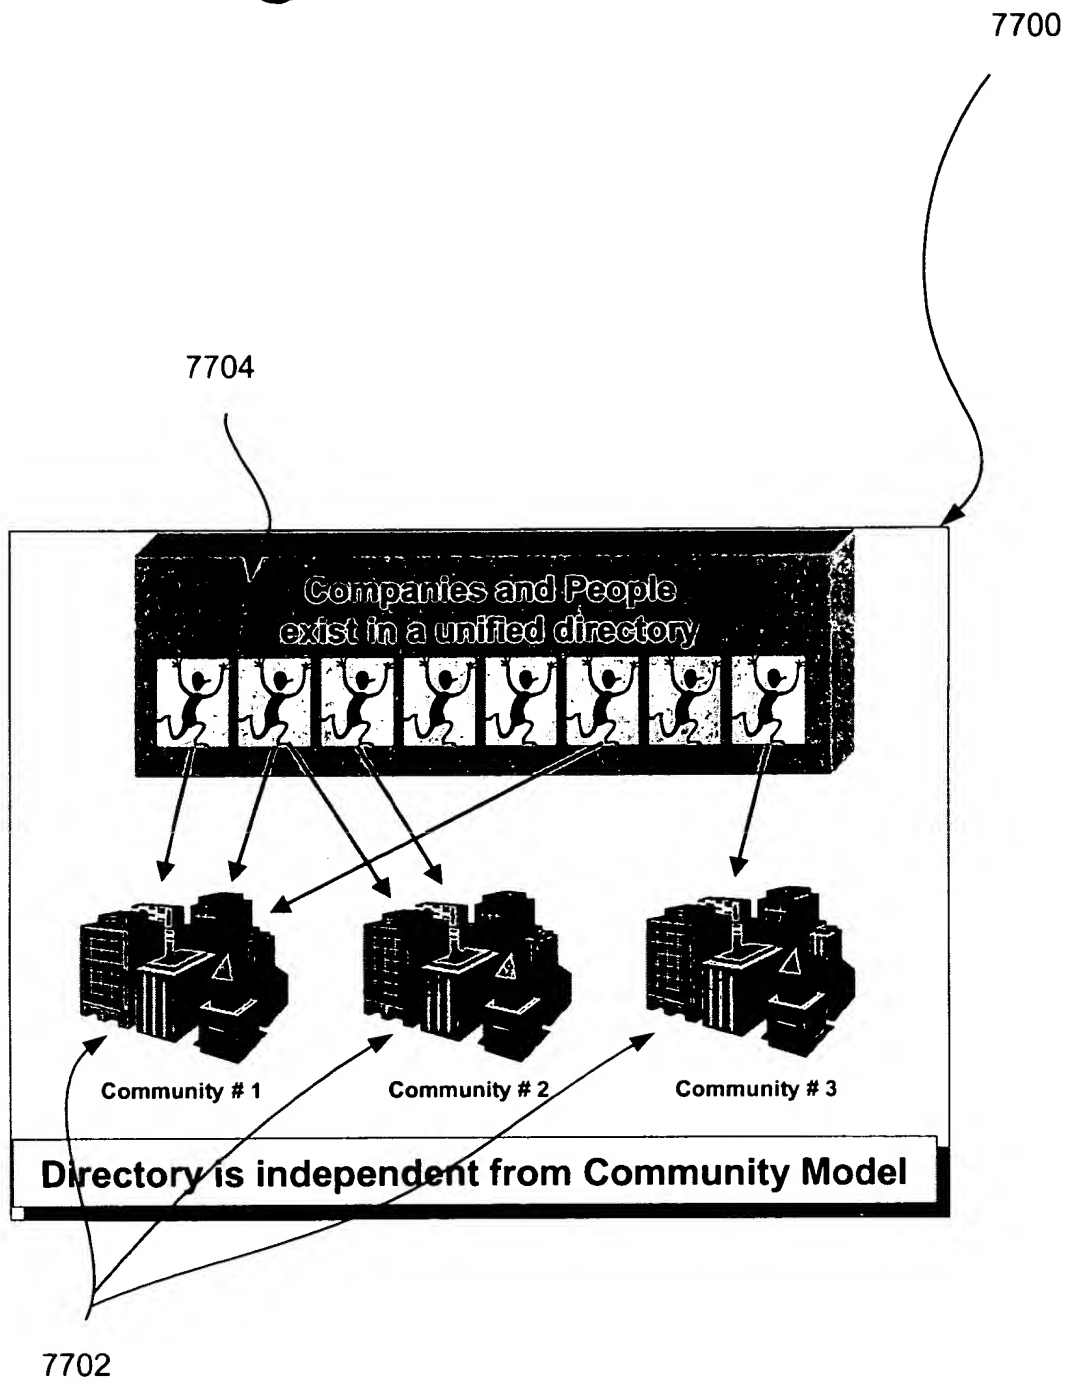 7700
7704
Companies and People
exist in a unified directory
Community # 1
Community # 2
Community # 3
Directory is independent from Community Model
7702